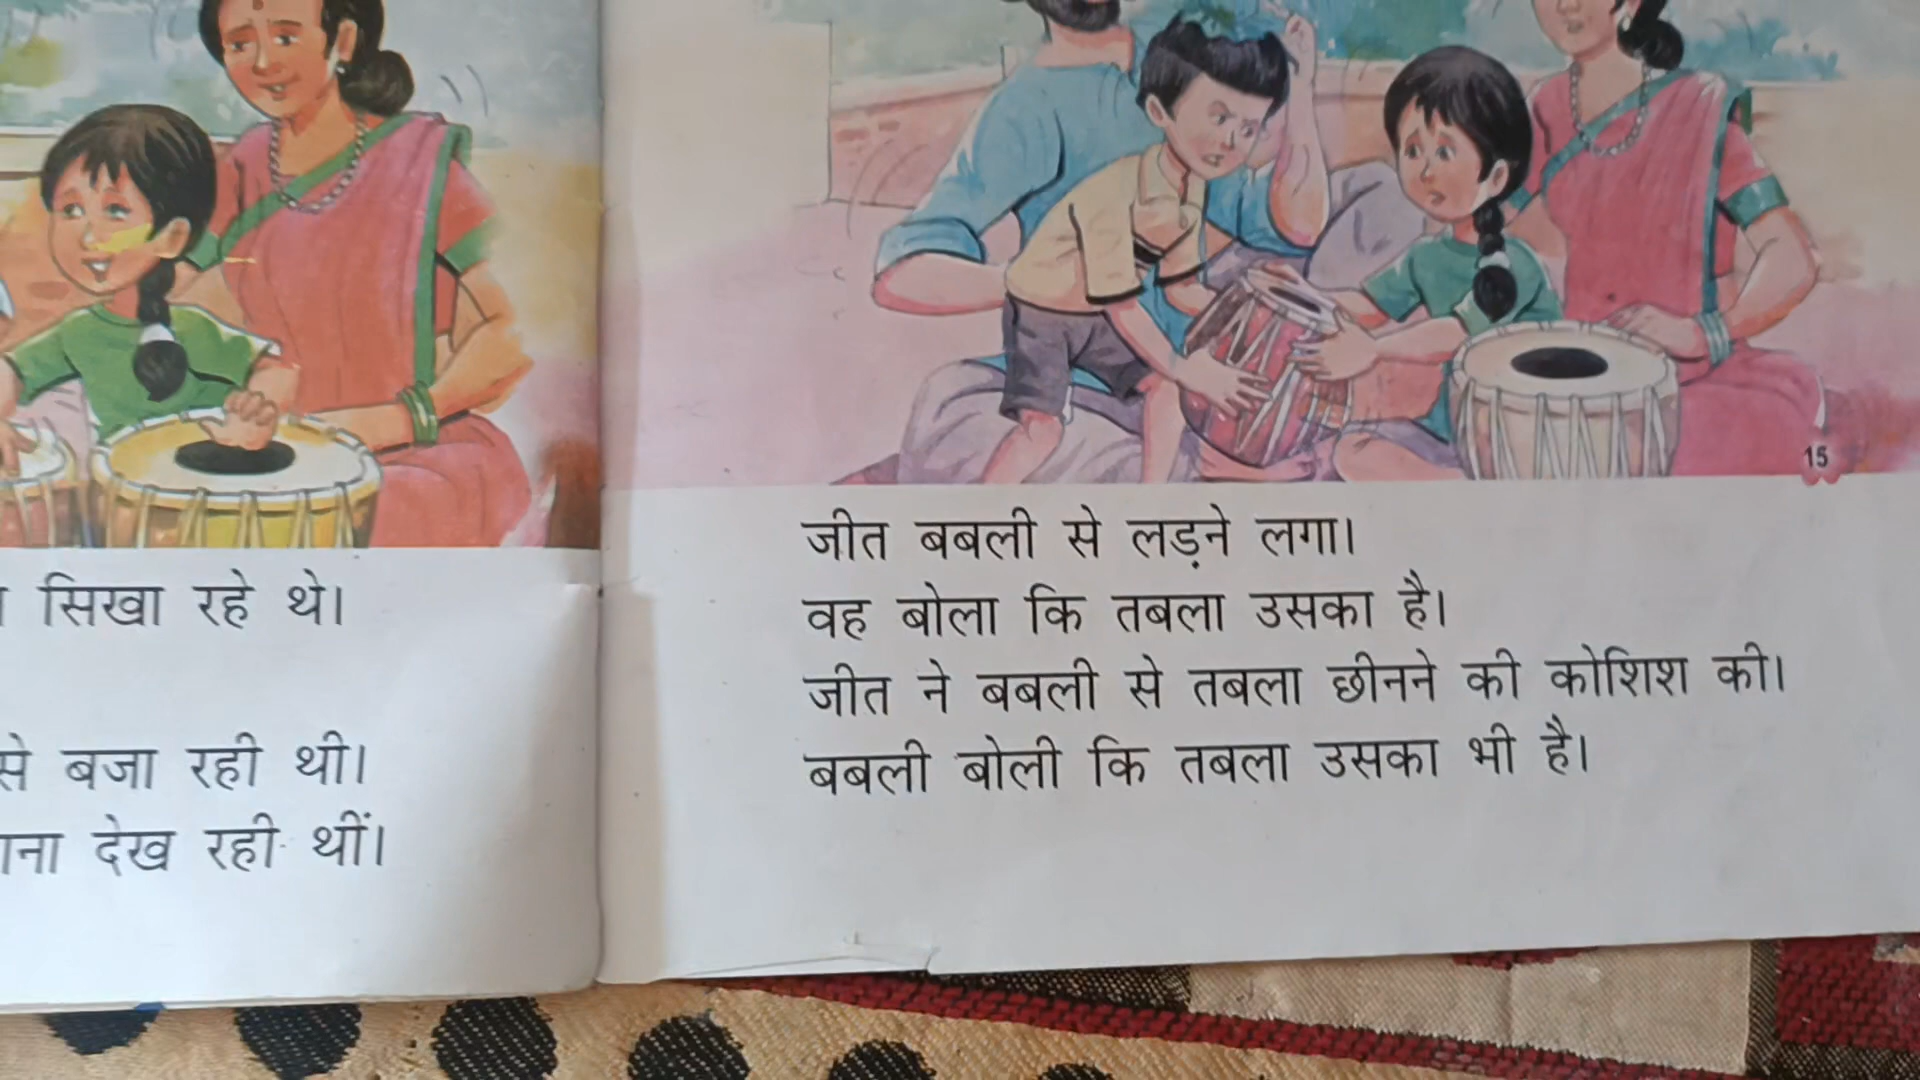 सिखा रहे थे।
से बजा रही थी।
देख रही थीं।
15
जीत बबली से लड़ने लगा।
वह बोला कि तबला उसका है।
जीत ने बबली से तबला छीनने की कोशिश की।
बबली बोली कि तबला उसका भी है।